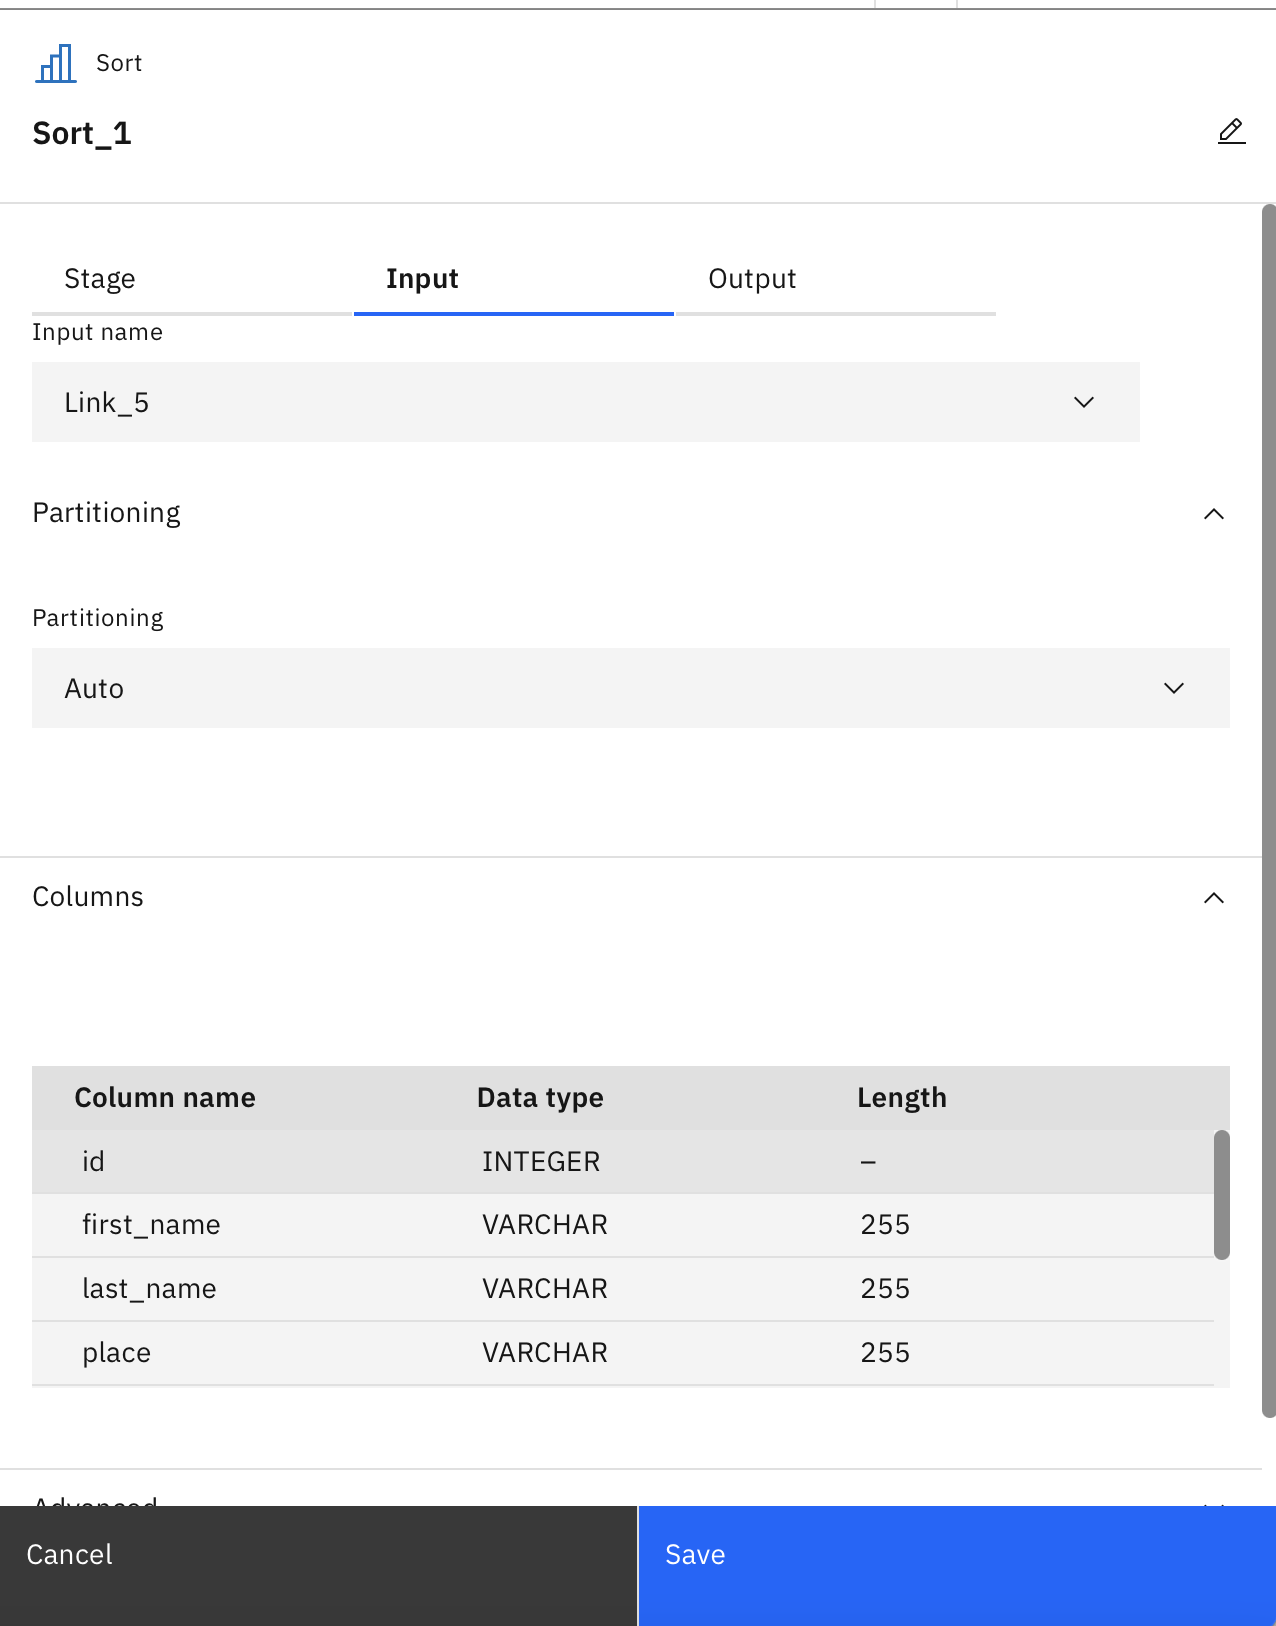 Sort
Sort_1
Stage Input Output
Input name
Link_5
Partitioning
Partitioning
Auto
Columns
Column name Data type Length
id INTEGER –
first_name VARCHAR 255
last_name VARCHAR 255
place VARCHAR 255
Advanced
Cancel Save